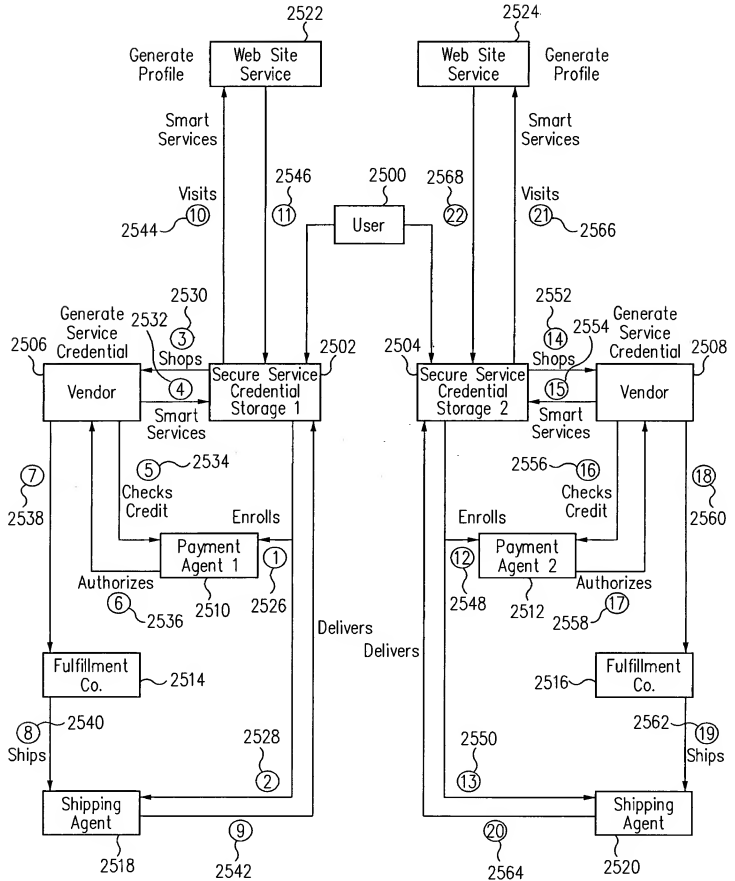 2522
2524
Generate
Profile
Web Site
Service
Web Site
Service
Generate
Profile
Smart
Services
Smart
Services
2546
2500
2568
Visits
10
11
User
22
Visits
21
2544
2566
2530
2552
Generate
Service
Credential
2532
3
Shops
14
Shops
2554
Generate
Service
Credential
2506
2502
2504
2508
Vendor
Secure Service
Credential
Storage 1
Secure Service
Credential
Storage 2
Vendor
4
Smart
Services
15
Smart
Services
7
2538
5
2534
Checks
Credit
2556
16
Checks
Credit
18
2560
Enrolls
Enrolls
Payment
Agent 1
1
12
Payment
Agent 2
Authorizes
6
2536
2510
2526
2548
2512
Authorizes
17
2558
Delivers
Delivers
Fulfillment
Co.
2514
2516
Fulfillment
Co.
8
2540
Ships
2562
19
Ships
2528
2
2550
13
Shipping
Agent
Shipping
Agent
9
20
2518
2542
2564
2520